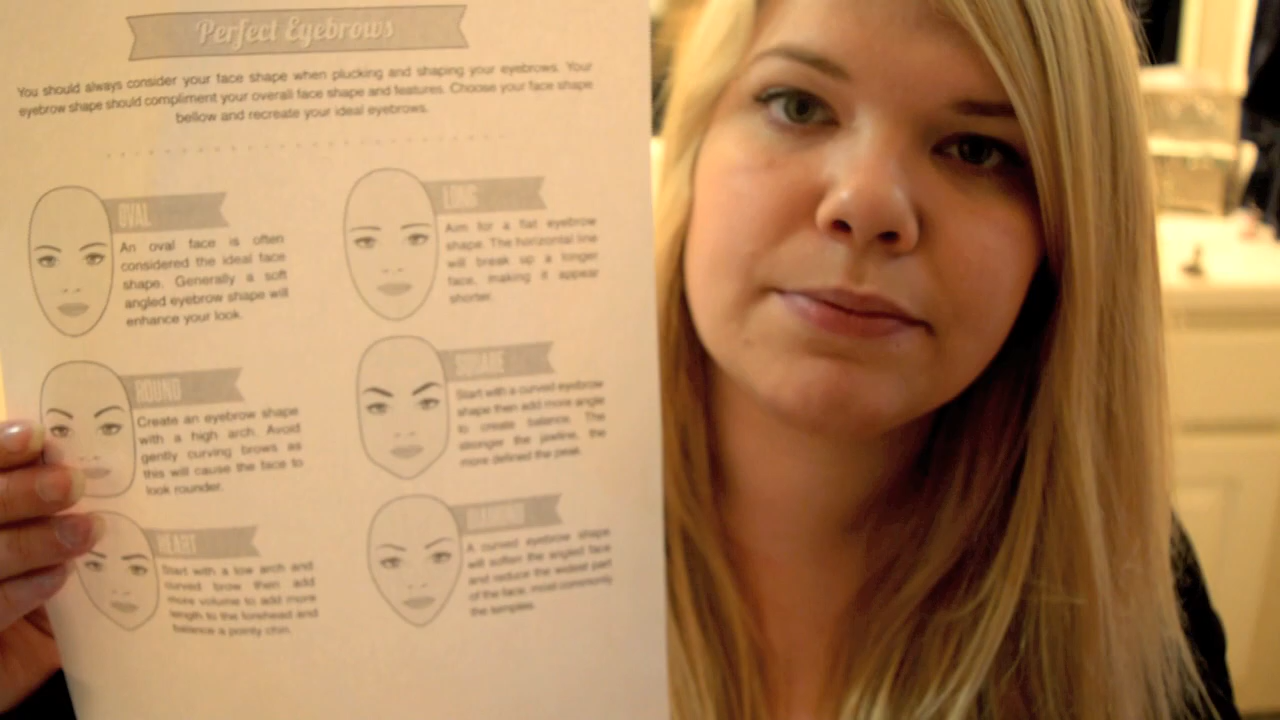 Perfect Eyebrows
You should always consider your face shape when plucking and shaping your eyebrows. Your
eyebrow shape should compliment your overall face shape and features. Choose your face shape
bellow and recreate your ideal eyebrows.
OVAL
An oval face is often
considered the ideal face
shape. Generally a soft
angled eyebrow shape will
enhance your look.
LONG
Aim for a flat eyebrow
shape. The horizontal line
will break up a longer
face, making it appear
shorter.
ROUND
Create an eyebrow shape
with a high arch. Avoid
gently curving brows as
this will cause the face to
look rounder.
SQUARE
Start with a curved eyebrow
shape then add more angle
to create balance. The
stronger the jawline, the
more defined the peak.
HEART
Start with a low arch and
curved brow then add
more volume to add more
length to the forehead and
balance a pointy chin.
DIAMOND
A curved eyebrow shape
will soften the angled face
and reduce the widest part
of the face, most commonly
the temples.